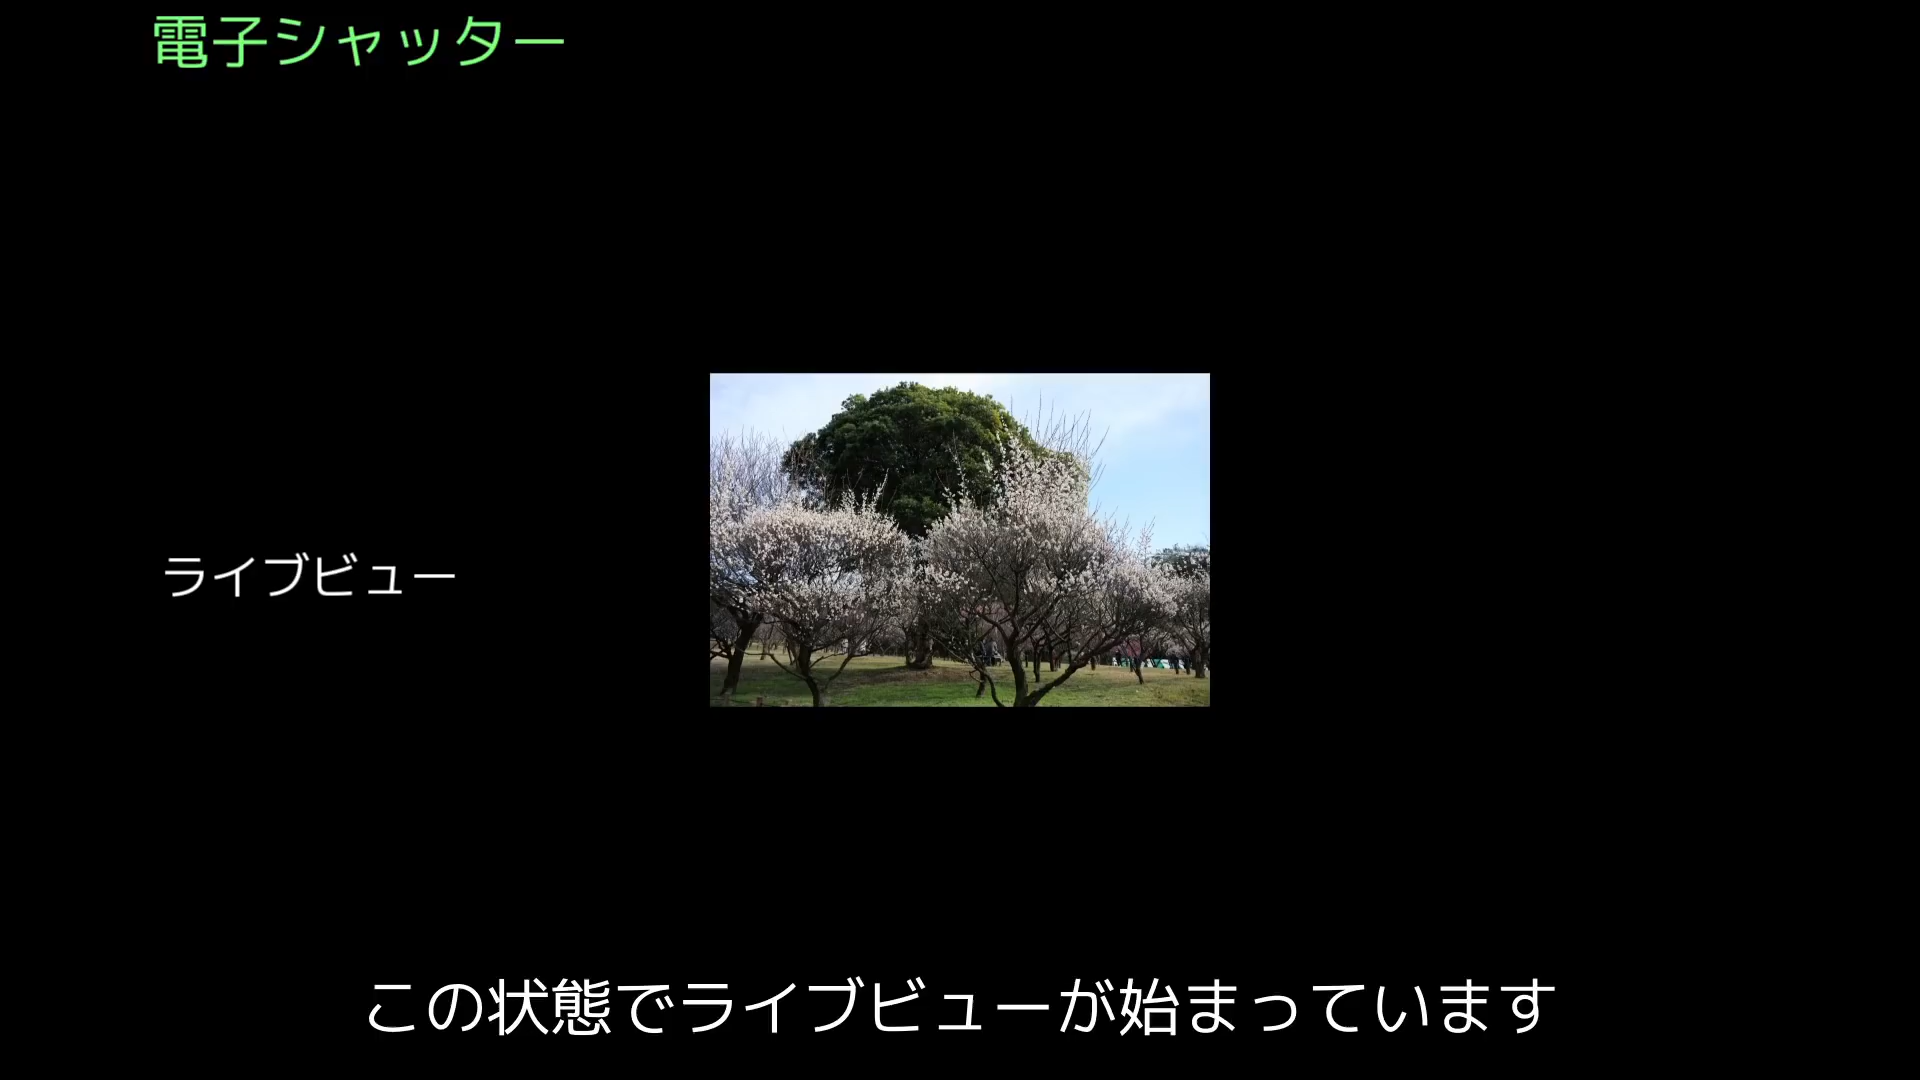 電子シャッター
ライブビュー
この状態でライブビューが始まっています